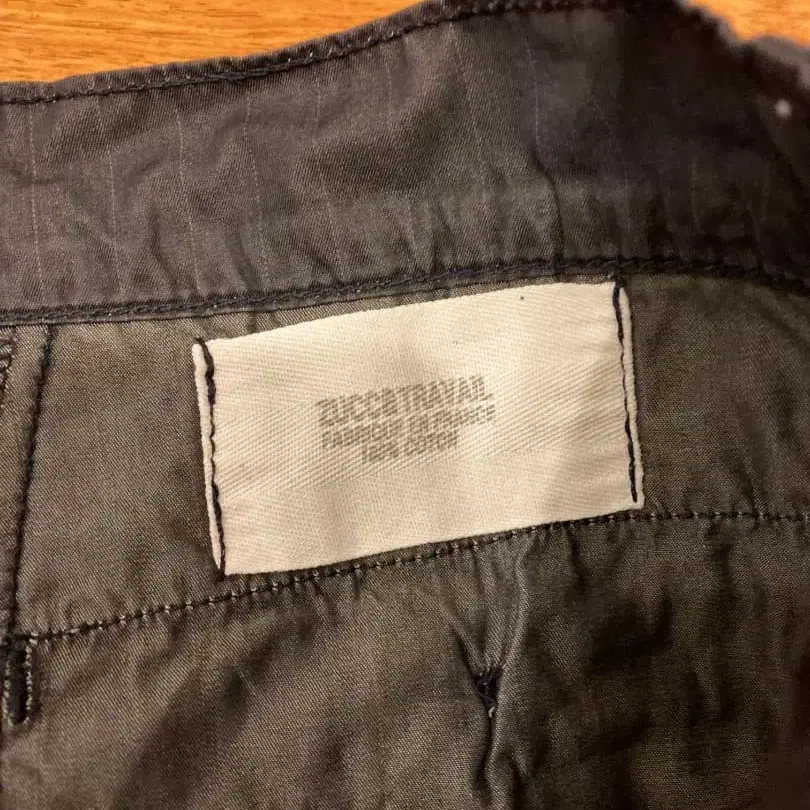 ZUCCA TRAVAIL
FABRIQUE EN FRANCE
100% COTON